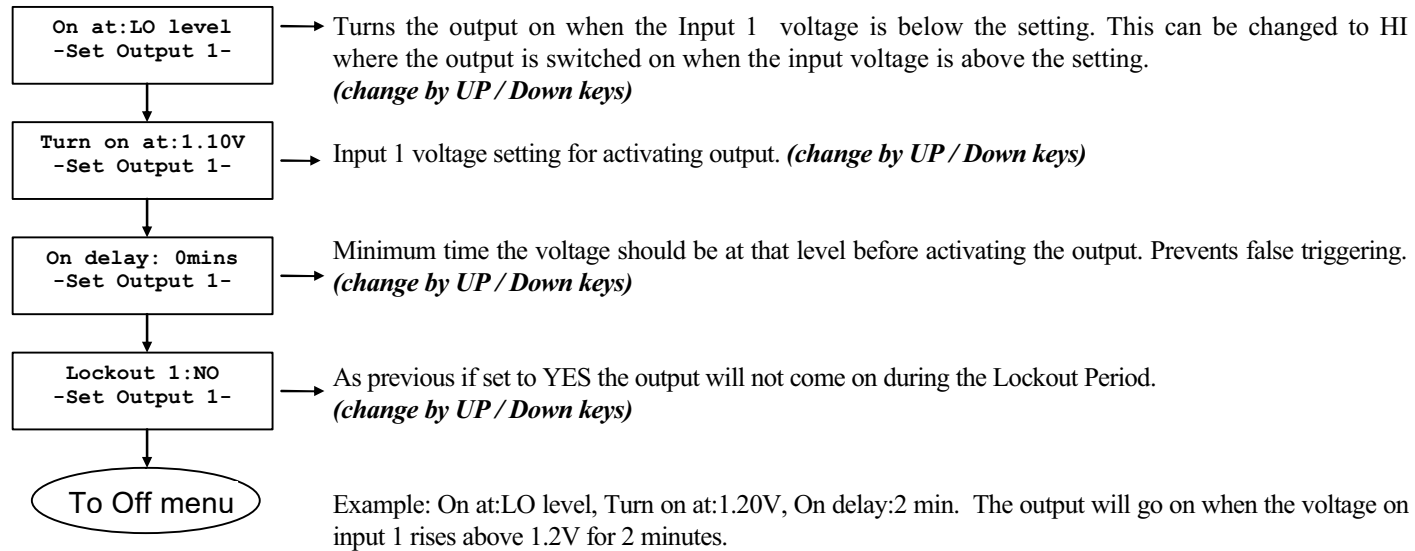 On at:LO level
-Set Output 1-
Turns the output on when the Input 1 voltage is below the setting. This can be changed to HI
where the output is switched on when the input voltage is above the setting.
(change by UP / Down keys)
Turn on at:1.10V
-Set Output 1-
Input 1 voltage setting for activating output. (change by UP / Down keys)
On delay: 0mins
-Set Output 1-
Minimum time the voltage should be at that level before activating the output. Prevents false triggering.
(change by UP / Down keys)
Lockout 1:NO
-Set Output 1-
As previous if set to YES the output will not come on during the Lockout Period.
(change by UP / Down keys)
To Off menu
Example: On at:LO level, Turn on at:1.20V, On delay:2 min. The output will go on when the voltage on
input 1 rises above 1.2V for 2 minutes.